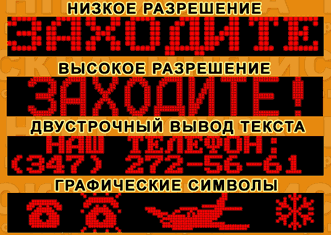 НИЗКОЕ РАЗРЕШЕНИЕ
ЗАХОДИТЕ
ВЫСОКОЕ РАЗРЕШЕНИЕ
ЗАХОДИТЕ!
ДВУСТРОЧНЫЙ ВЫВОД ТЕКСТА
НАШ ТЕЛЕФОН:
(347) 272-56-61
ГРАФИЧЕСКИЕ СИМВОЛЫ